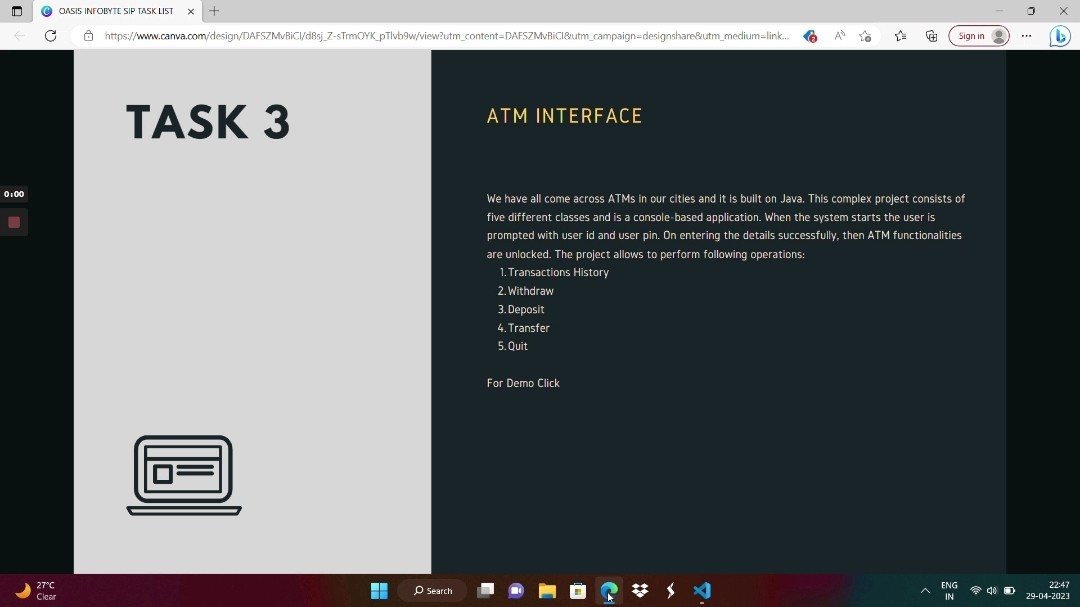 OASIS INFOBYTE SIP TASK LIST
https://www.canva.com/design/DAFSZMvBiCI/d8sj_Z-sTrmOYK_pTlvb9w/view?utm_content=DAFSZMvBiCI&utm_campaign=designshare&utm_medium=link...
2
Sign in
TASK 3
ATM INTERFACE
0:00
We have all come across ATMs in our cities and it is built on Java. This complex project consists of
five different classes and is a console-based application. When the system starts the user is
prompted with user id and user pin. On entering the details successfully, then ATM functionalities
are unlocked. The project allows to perform following operations:
1. Transactions History
2. Withdraw
3. Deposit
4. Transfer
5. Quit
For Demo Click
27°C
Clear
Search
ENG
IN
22:47
29-04-2023